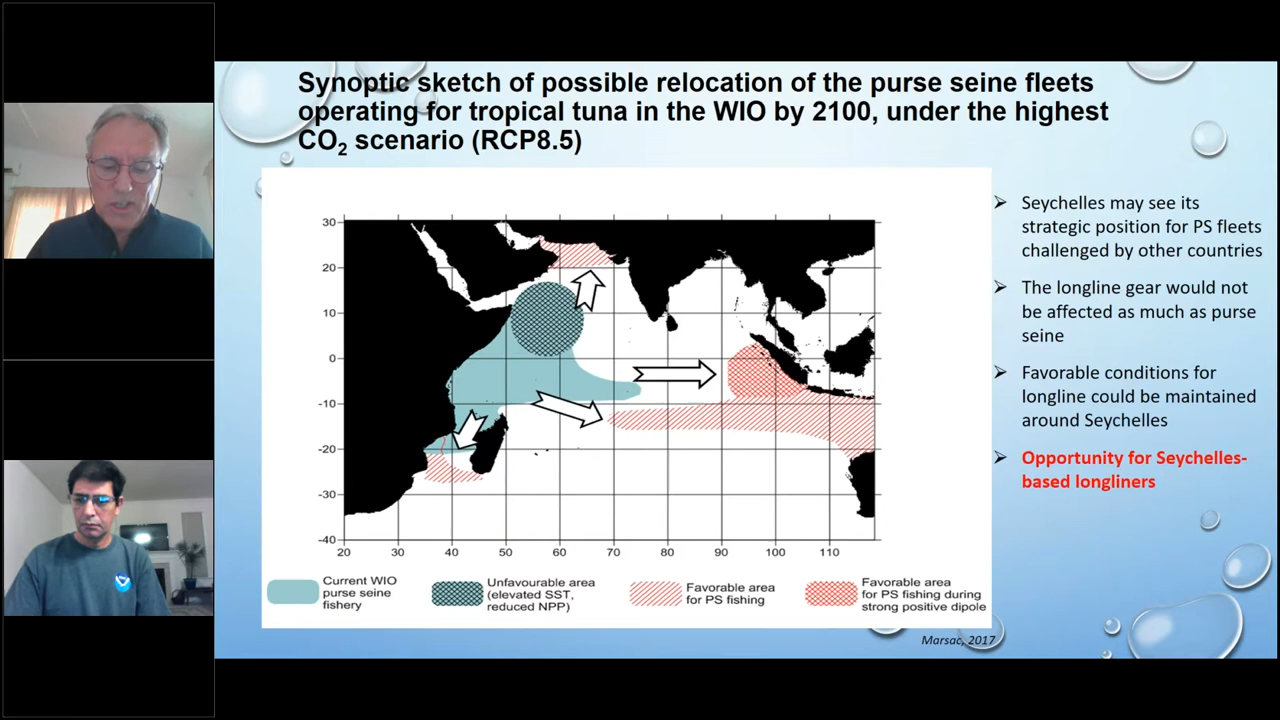 Synoptic sketch of possible relocation of the purse seine fleets
operating for tropical tuna in the WIO by 2100, under the highest
CO2 scenario (RCP8.5)
30
20
10
0
-10
-20
-30
-40
20 30 40 50 60 70 80 90 100 110
Current WIO
purse seine
fishery
Unfavourable area
(elevated SST,
reduced NPP)
Favorable area
for PS fishing
Favorable area
for PS fishing during
strong positive dipole
Marsac, 2017
➢ Seychelles may see its
strategic position for PS fleets
challenged by other countries
➢ The longline gear would not
be affected as much as purse
seine
➢ Favorable conditions for
longline could be maintained
around Seychelles
➢ Opportunity for Seychelles-
based longliners